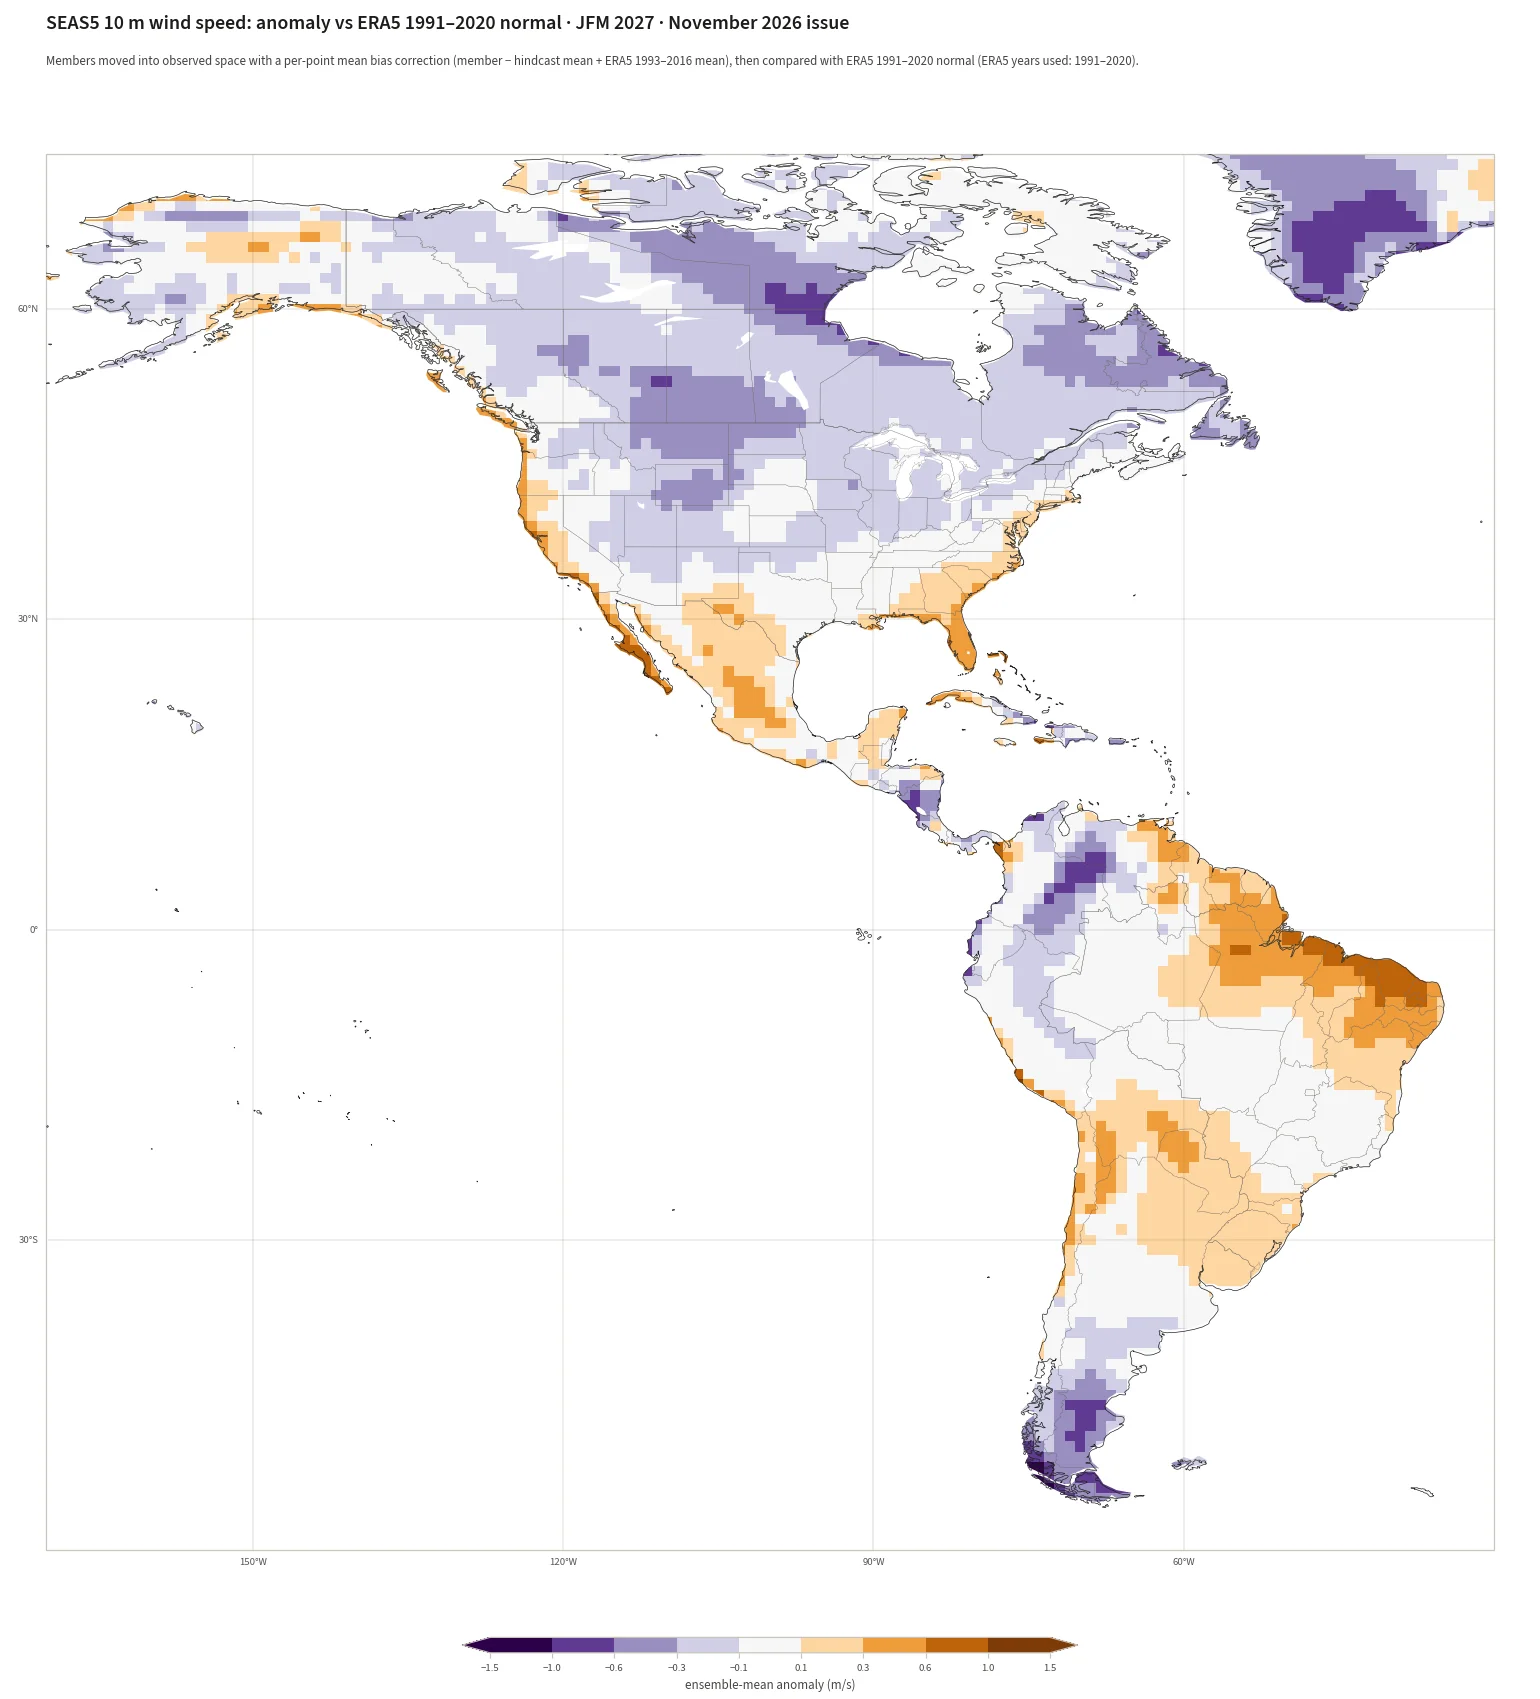 SEAS5 10 m wind speed: anomaly vs ERA5 1991–2020 normal · JFM 2027 · November 2026 issue
Members moved into observed space with a per-point mean bias correction (member − hindcast mean + ERA5 1993–2016 mean), then compared with ERA5 1991–2020 normal (ERA5 years used: 1991–2020).
60°N
30°N
0°
30°S
150°W 120°W 90°W 60°W
−1.5 −1.0 −0.6 −0.3 −0.1 0.1 0.3 0.6 1.0 1.5
ensemble-mean anomaly (m/s)